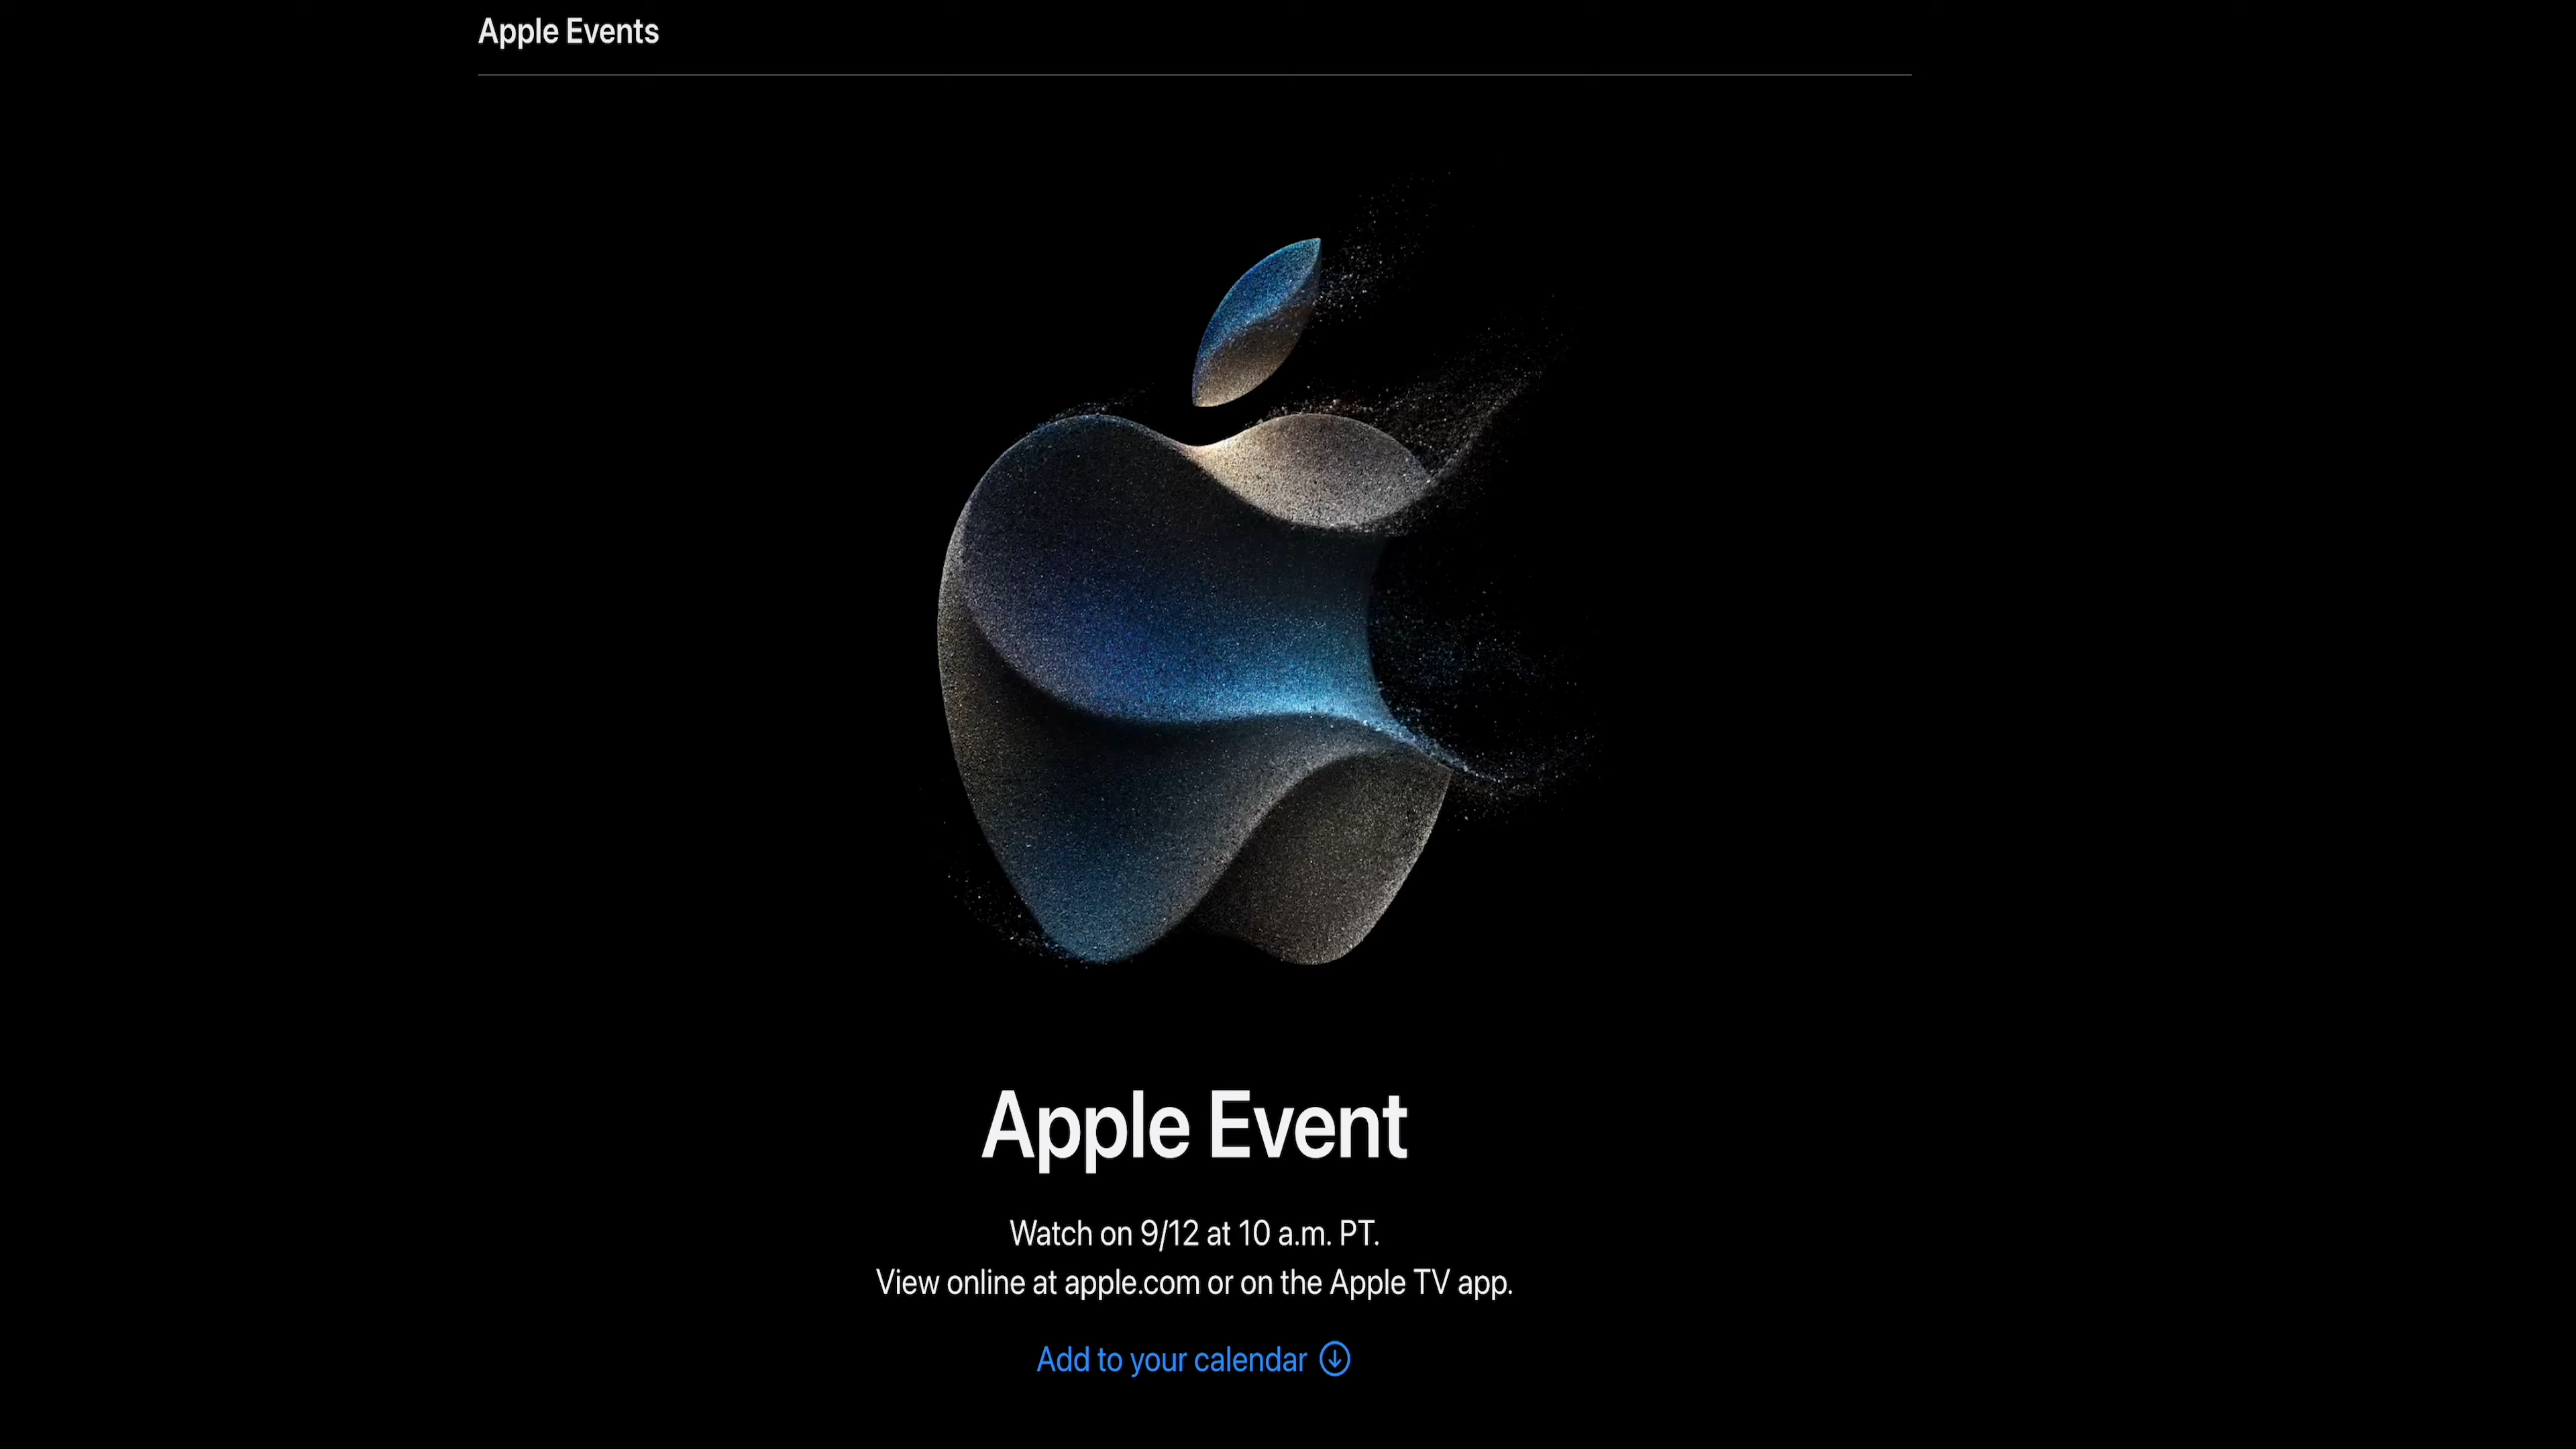 Apple Events
Apple Event
Watch on 9/12 at 10 a.m. PT.
View online at apple.com or on the Apple TV app.
Add to your calendar